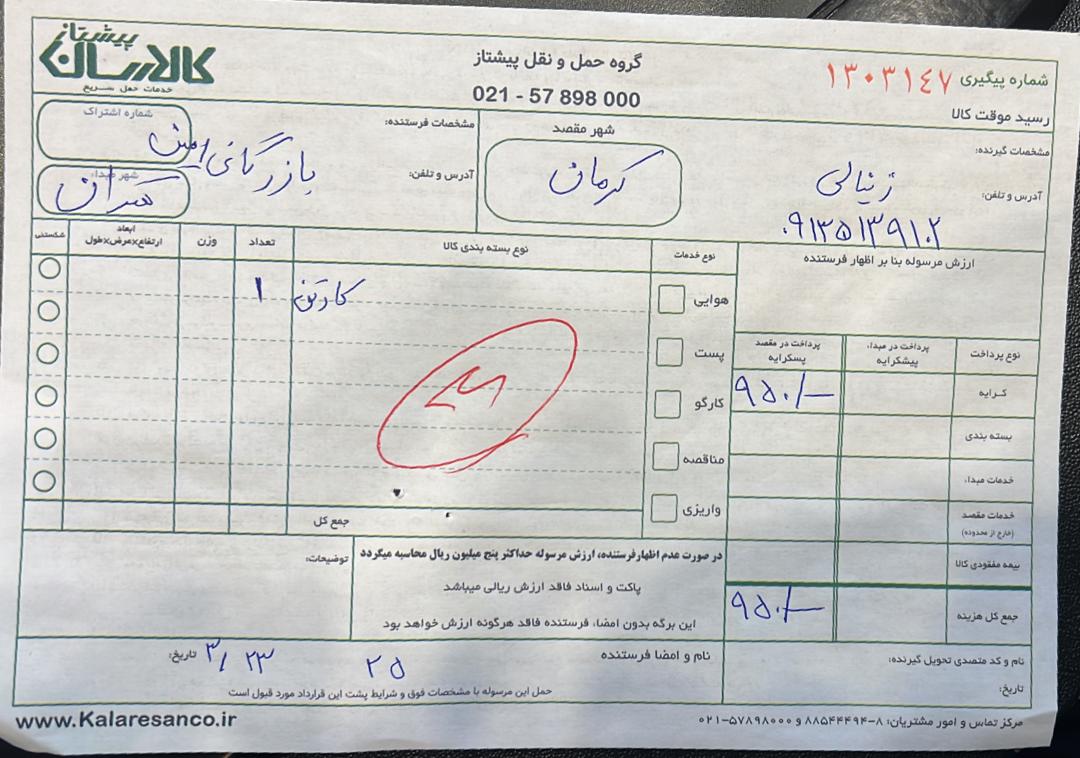 شماره پیگیری ۱۳۰۳۱۴۷
رسید موقت کالا
گروه حمل و نقل پیشتاز
021 - 57 898 000
پیشتاز
کالارسان
خدمات حمل سریع
مشخصات گیرنده:
آدرس و تلفن:
زینالی
۰۹۱۳۵۱۳۹۱۰۲
شهر مقصد
کرمان
مشخصات فرستنده:
آدرس و تلفن:
بازرگانی امین
شماره اشتراک
شهر مبداء
تهران
ارزش مرسوله بنا بر اظهار فرستنده
نوع پرداخت
پرداخت در مبداء پیشکرایه
پرداخت در مقصد پسکرایه
کرایه
۹۵۰/-
بسته بندی
خدمات مبداء
خدمات مقصد
(خارج از محدوده)
بیمه مفقودی کالا
جمع کل هزینه
۹۵۰/-
نام و کد متصدی تحویل گیرنده:
تاریخ:
نوع خدمات
هوایی
پست
کارگو
مناقصه
واریزی
نوع بسته بندی کالا
تعداد
وزن
ابعاد
ارتفاع×عرض×طول
شکستنی
کارتن ۱
جمع کل
در صورت عدم اظهارفرستنده، ارزش مرسوله حداکثر پنج میلیون ریال محاسبه میگردد
پاکت و اسناد فاقد ارزش ریالی میباشد
این برگه بدون امضا، فرستنده فاقد هرگونه ارزش خواهد بود
توضیحات:
نام و امضا فرستنده
۲۵
تاریخ: ۳/۲۳
حمل این مرسوله با مشخصات فوق و شرایط پشت این قرارداد مورد قبول است
مرکز تماس و امور مشتریان: ۸-۸۸۵۴۴۴۹۴ و ۵۷۸۹۸۰۰۰-۰۲۱
www.Kalaresanco.ir